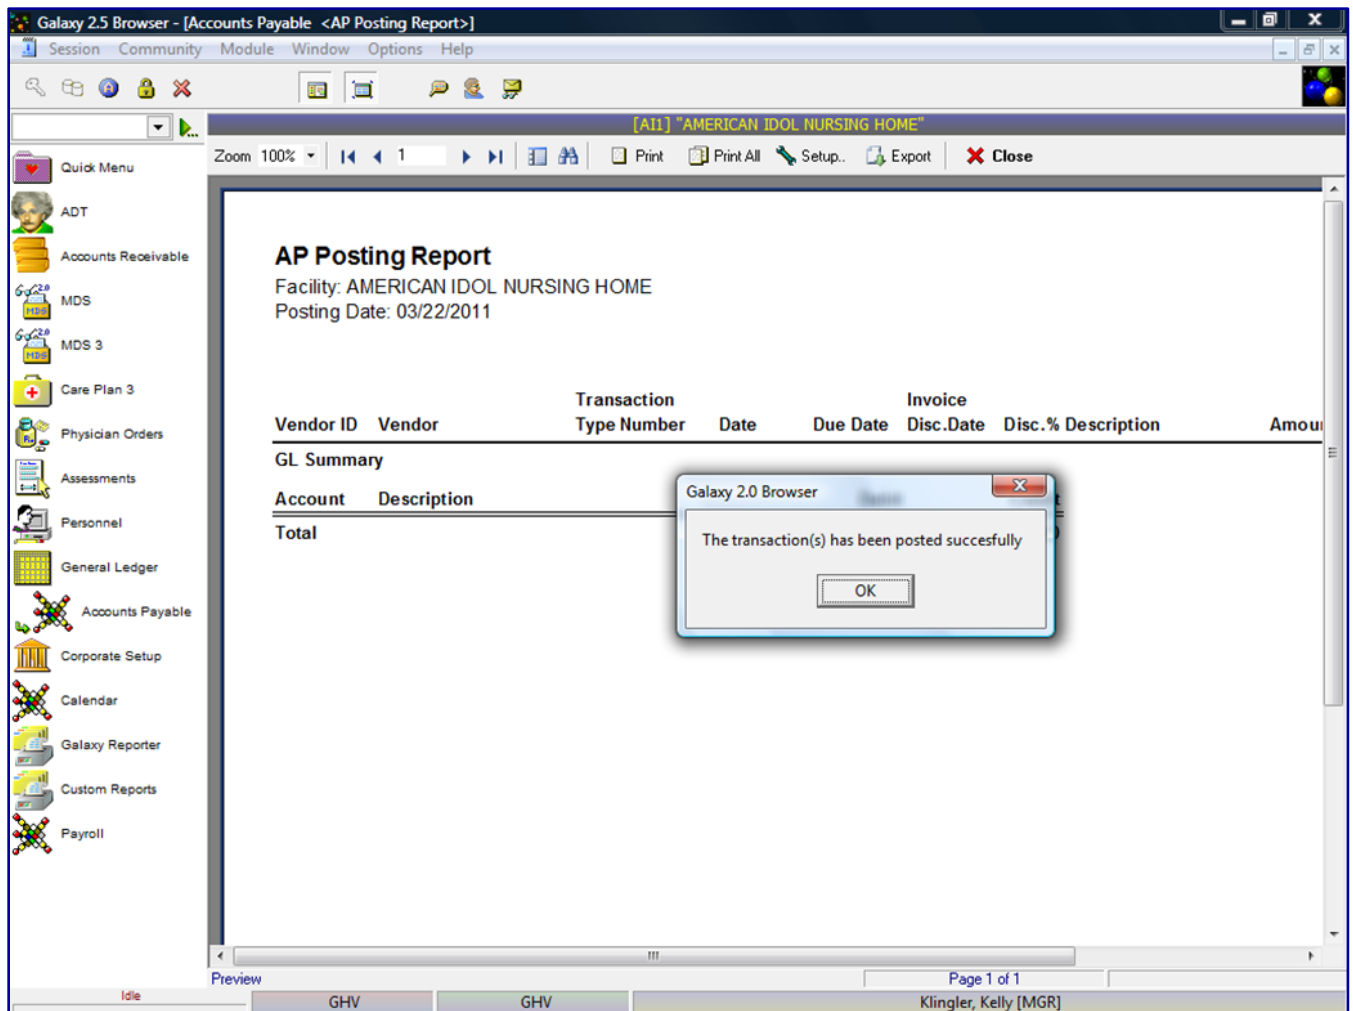 Galaxy 2.5 Browser - [Accounts Payable <AP Posting Report>]
Session Community Module Window Options Help
[AI1] "AMERICAN IDOL NURSING HOME"
Zoom 100% 1 Print Print All Setup.. Export Close
Quick Menu
ADT
Accounts Receivable
MDS
MDS 3
Care Plan 3
Physician Orders
Assessments
Personnel
General Ledger
Accounts Payable
Corporate Setup
Calendar
Galaxy Reporter
Custom Reports
Payroll
AP Posting Report
Facility: AMERICAN IDOL NURSING HOME
Posting Date: 03/22/2011
Transaction Invoice
Vendor ID Vendor Type Number Date Due Date Disc.Date Disc.% Description Amou
GL Summary
Account Description
Total
Galaxy 2.0 Browser
The transaction(s) has been posted succesfully
OK
Preview Page 1 of 1
Idle GHV GHV Klingler, Kelly [MGR]